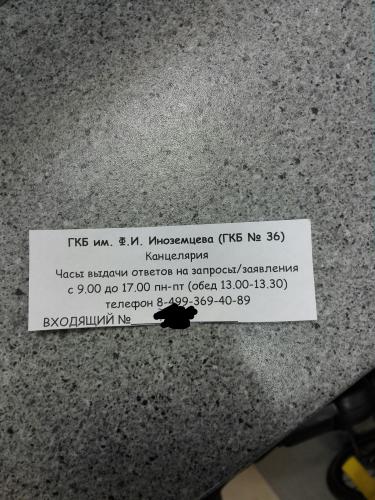 ГКБ им. Ф.И. Иноземцева (ГКБ № 36)
Канцелярия
Часы выдачи ответов на запросы/заявления
с 9.00 до 17.00 пн-пт (обед 13.00-13.30)
телефон 8-499-369-40-89
ВХОДЯЩИЙ №